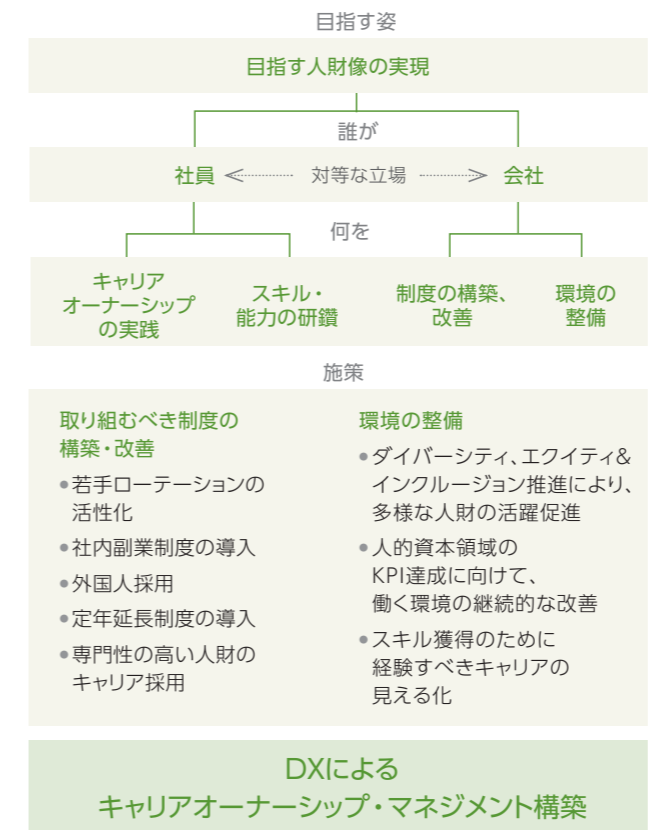 目指す姿
目指す人財像の実現
誰が
社員 対等な立場 会社
何を
キャリア
オーナーシップ
の実践
スキル・
能力の研鑽
制度の構築、
改善
環境の
整備
施策
取り組むべき制度の
構築・改善
●若手ローテーションの
活性化
●社内副業制度の導入
●外国人採用
●定年延長制度の導入
●専門性の高い人財の
キャリア採用
環境の整備
●ダイバーシティ、エクイティ&
インクルージョン推進により、
多様な人財の活躍促進
●人的資本領域の
KPI達成に向けて、
働く環境の継続的な改善
●スキル獲得のために
経験すべきキャリアの
見える化
DXによる
キャリアオーナーシップ・マネジメント構築